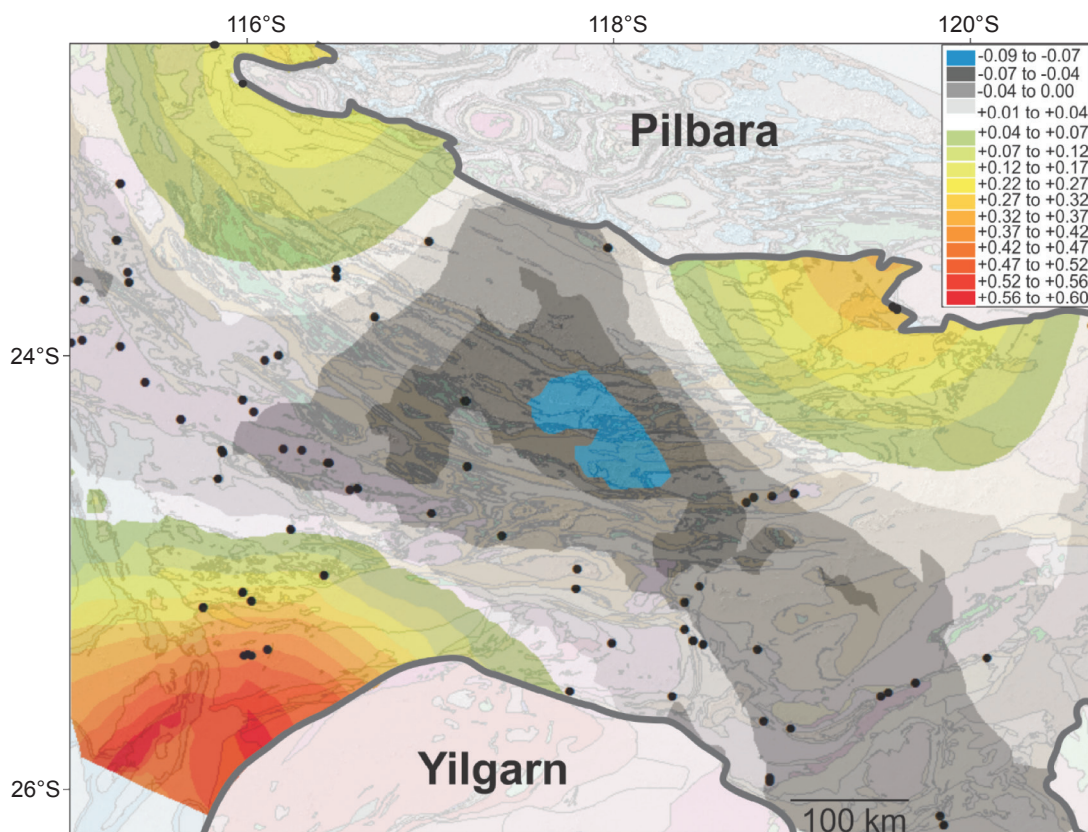 116°S 118°S 120°S
-0.09 to -0.07
-0.07 to -0.04
-0.04 to 0.00
+0.01 to +0.04
+0.04 to +0.07
+0.07 to +0.12
+0.12 to +0.17
+0.22 to +0.27
+0.27 to +0.32
+0.32 to +0.37
+0.37 to +0.42
+0.42 to +0.47
+0.47 to +0.52
+0.52 to +0.56
+0.56 to +0.60
Pilbara
24°S
Yilgarn
26°S
100 km